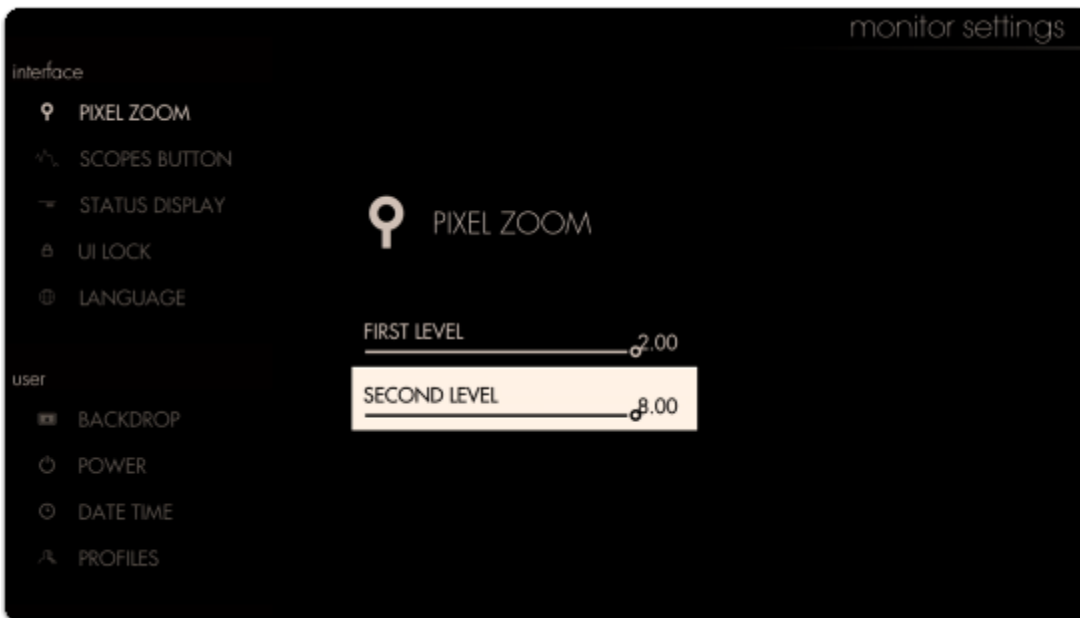 monitor settings
interface
PIXEL ZOOM
SCOPES BUTTON
STATUS DISPLAY
UI LOCK
LANGUAGE
user
BACKDROP
POWER
DATE TIME
PROFILES
PIXEL ZOOM
FIRST LEVEL 2.00
SECOND LEVEL 8.00